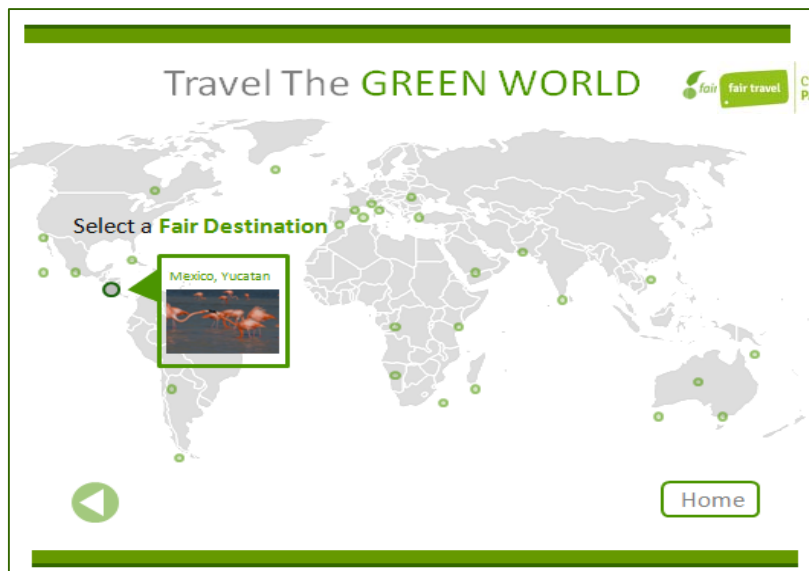 Travel The GREEN WORLD
fair
fair travel
Select a Fair Destination
Mexico, Yucatan
Home